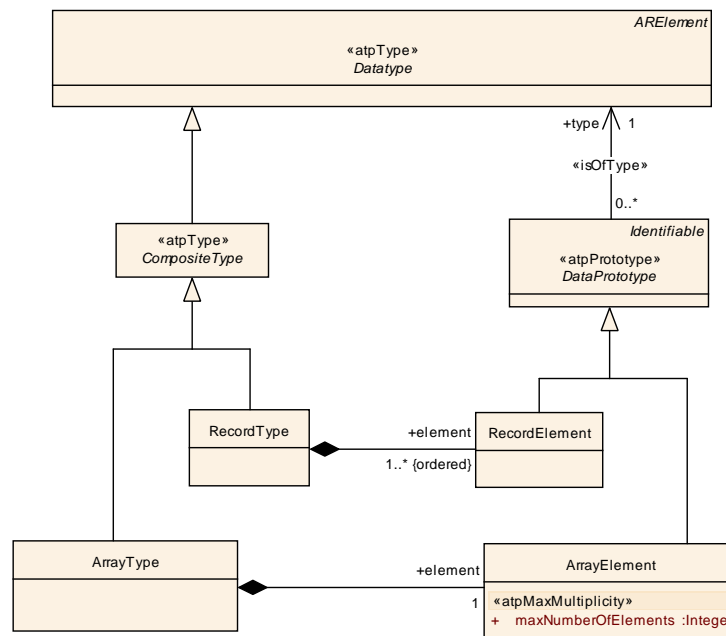 ARElement
«atpType»
Datatype
+type 1
«isOfType»
0..*
«atpType»
CompositeType
Identifiable
«atpPrototype»
DataPrototype
RecordType
+element
1..* {ordered}
RecordElement
ArrayType
+element
1
ArrayElement
«atpMaxMultiplicity»
+ maxNumberOfElements :Intege